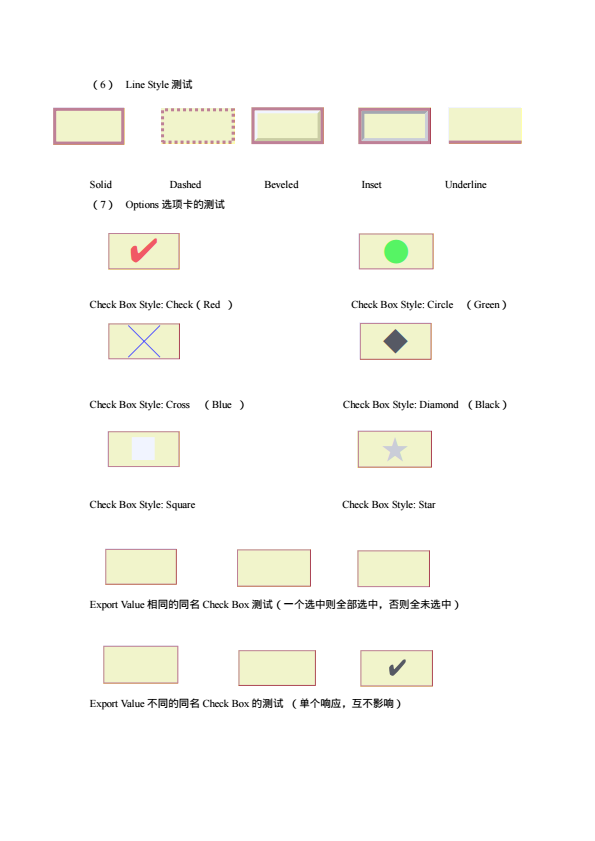 （6） Line Style 测试
Solid Dashed Beveled Inset Underline
（7） Options 选项卡的测试
Check Box Style: Check（Red ） Check Box Style: Circle （Green）
Check Box Style: Cross （Blue ） Check Box Style: Diamond （Black）
Check Box Style: Square Check Box Style: Star
Export Value 相同的同名 Check Box 测试（一个选中则全部选中，否则全未选中）
Export Value 不同的同名 Check Box 的测试 （单个响应，互不影响）